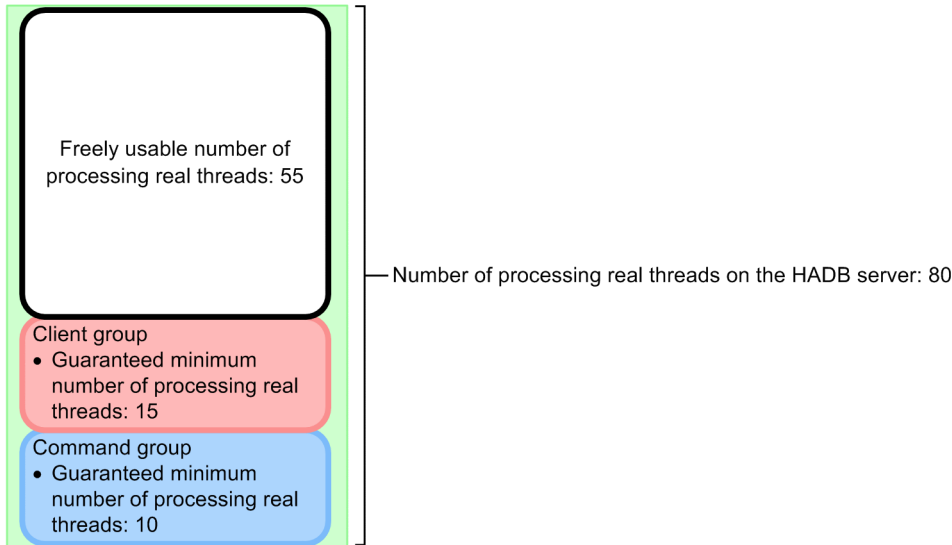 Freely usable number of
processing real threads: 55
Number of processing real threads on the HADB server: 80
Client group
• Guaranteed minimum
number of processing real
threads: 15
Command group
• Guaranteed minimum
number of processing real
threads: 10